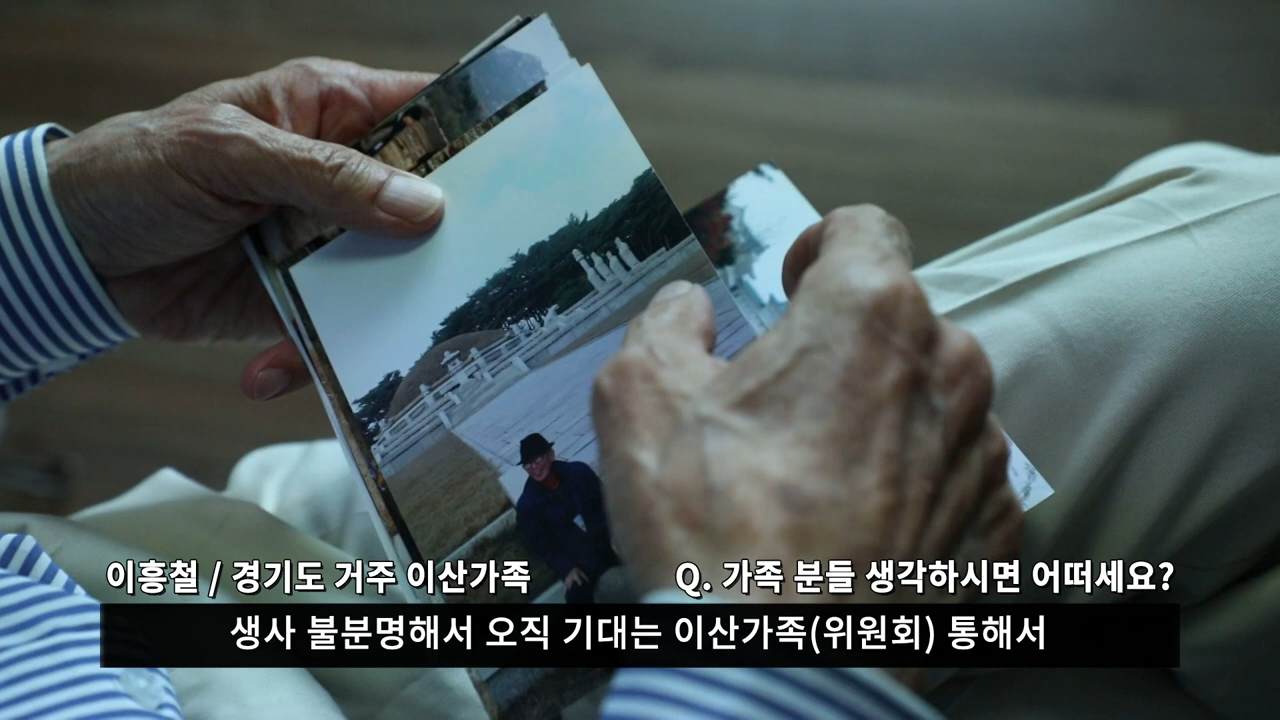 이흥철 / 경기도 거주 이산가족
Q. 가족 분들 생각하시면 어떠세요?
생사 불분명해서 오직 기대는 이산가족(위원회) 통해서